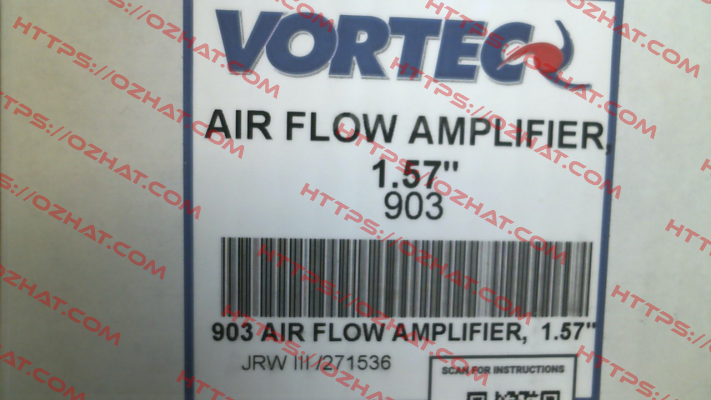 VORTEC
AIR FLOW AMPLIFIER,
1.57"
903
903 AIR FLOW AMPLIFIER, 1.57"
JRW III /271536
SCAN FOR INSTRUCTIONS
HTTPS://OZHAT.COM